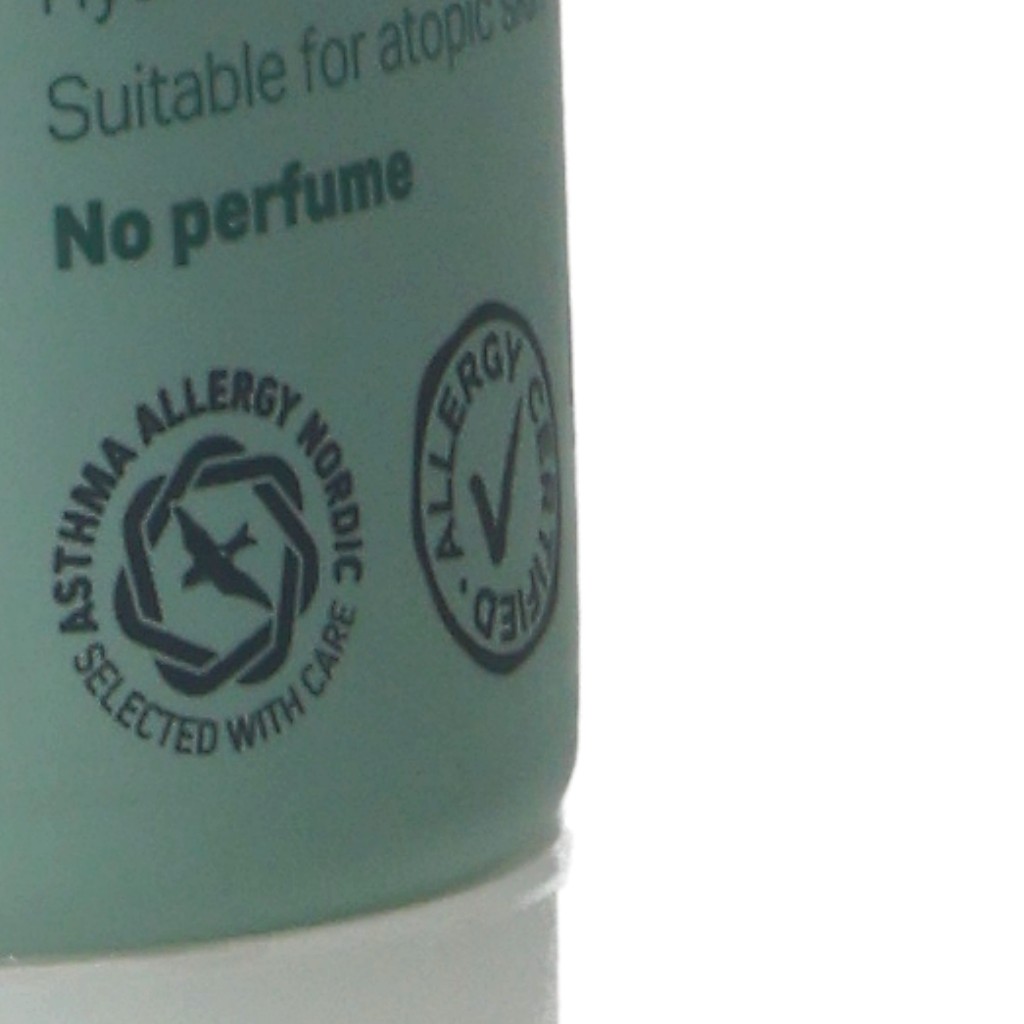 Suitable for atopic
No perfume
ASTHMA ALLERGY NORDIC
SELECTED WITH CARE
ALLERGY CERTIFIED ·